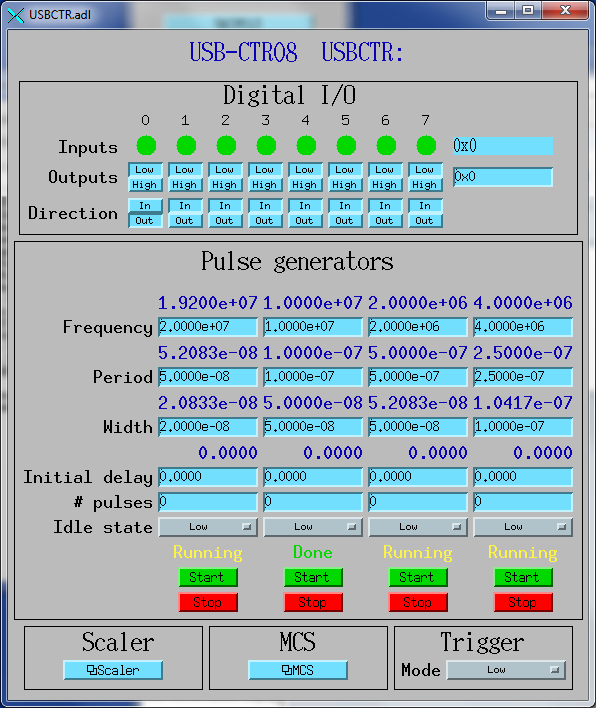 USBCTR.adl
USB-CTR08 USBCTR:
Digital I/O
0 1 2 3 4 5 6 7
Inputs 0x0
Low Low Low Low Low Low Low Low
Outputs 0x0
High High High High High High High High
In In In In In In In In
Direction
Out Out Out Out Out Out Out Out
Pulse generators
1.9200e+07 1.0000e+07 2.0000e+06 4.0000e+06
Frequency 2.0000e+07 1.0000e+07 2.0000e+06 4.0000e+06
5.2083e-08 1.0000e-07 5.0000e-07 2.5000e-07
Period 5.0000e-08 1.0000e-07 5.0000e-07 2.5000e-07
2.0833e-08 5.0000e-08 5.2083e-08 1.0417e-07
Width 2.0000e-08 5.0000e-08 5.0000e-08 1.0000e-07
0.0000 0.0000 0.0000 0.0000
Initial delay 0.0000 0.0000 0.0000 0.0000
# pulses 0 0 0 0
Idle state Low Low Low Low
Running Done Running Running
Start Start Start Start
Stop Stop Stop Stop
Scaler MCS Trigger
Scaler MCS Mode Low